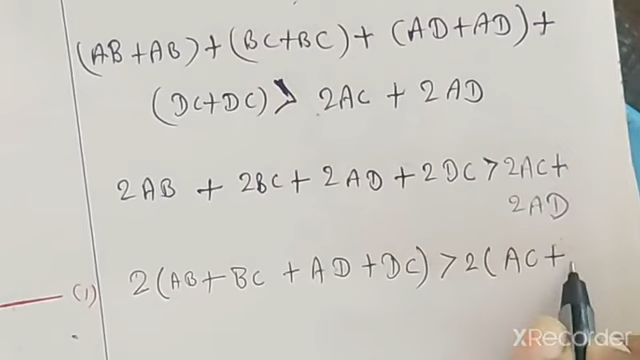 (AB+AB)+(BC+BC)+ (AD+AD)+
(DC+DC) > 2AC + 2AD
2AB + 2BC+ 2AD + 2DC > 2AC+
2AD
(1) 2(AB+BC +AD+DC) >2(AC+
XRecorder